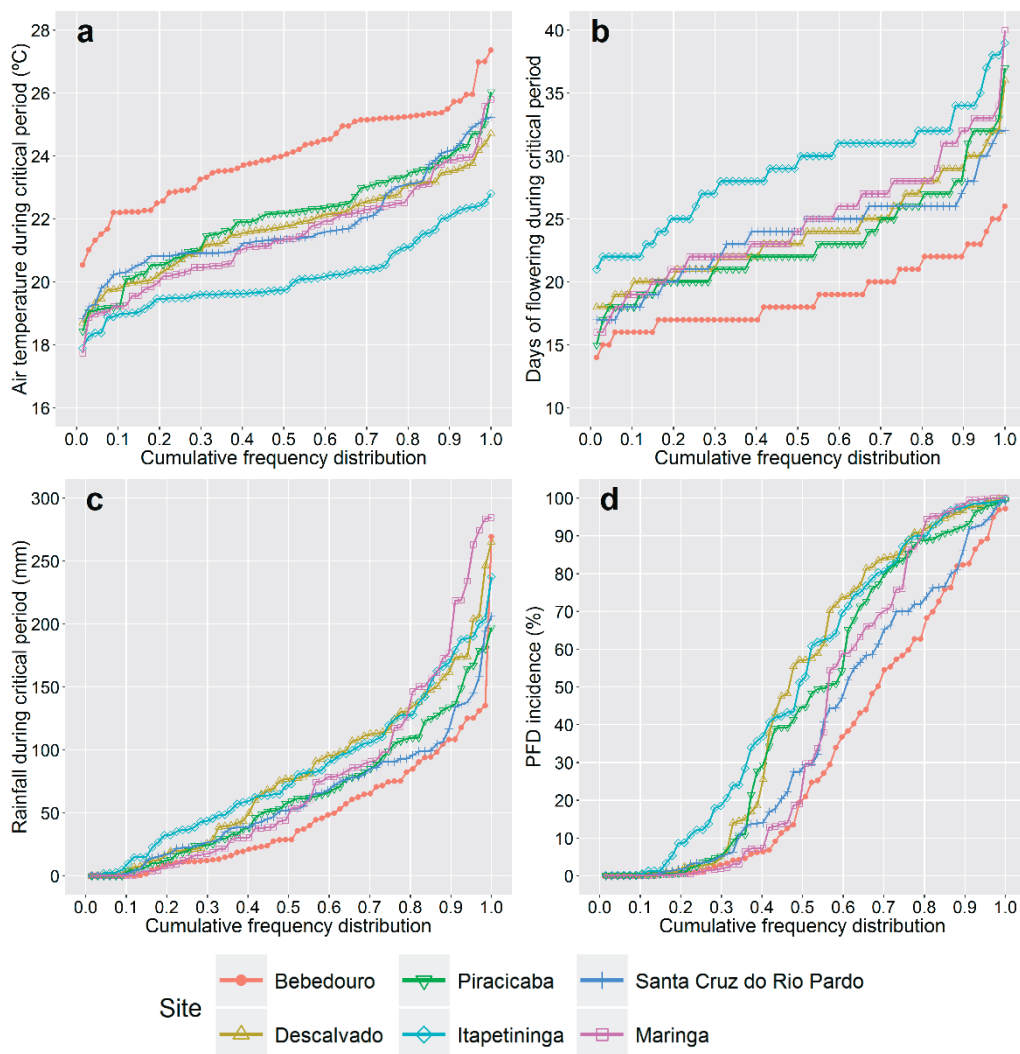 a
Air temperature during critical period (ºC)
28
26
24
22
20
18
16
0.0 0.1 0.2 0.3 0.4 0.5 0.6 0.7 0.8 0.9 1.0
Cumulative frequency distribution
b
Days of flowering during critical period
40
35
30
25
20
15
10
0.0 0.1 0.2 0.3 0.4 0.5 0.6 0.7 0.8 0.9 1.0
Cumulative frequency distribution
c
Rainfall during critical period (mm)
300
250
200
150
100
50
0
0.0 0.1 0.2 0.3 0.4 0.5 0.6 0.7 0.8 0.9 1.0
Cumulative frequency distribution
d
PFD incidence (%)
100
90
80
70
60
50
40
30
20
10
0
0.0 0.1 0.2 0.3 0.4 0.5 0.6 0.7 0.8 0.9 1.0
Cumulative frequency distribution
Site
Bebedouro Piracicaba Santa Cruz do Rio Pardo
Descalvado Itapetininga Maringa